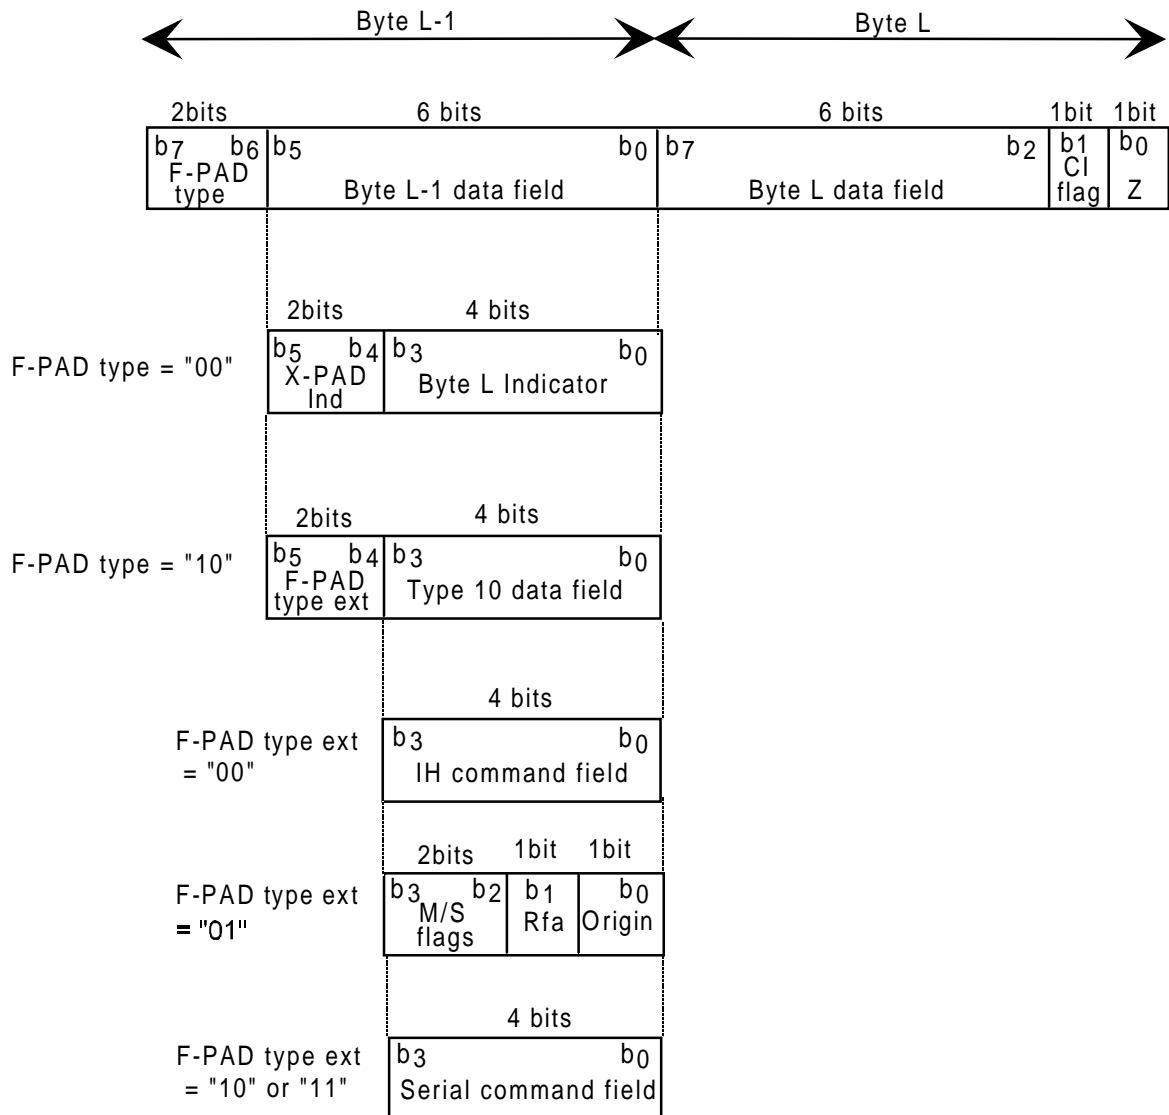 Byte L-1 Byte L
2bits 6 bits 6 bits 1bit 1bit
b7 b6 b5 b0 b7 b2 b1 b0
F-PAD type Byte L-1 data field Byte L data field CI flag Z
2bits 4 bits
F-PAD type = "00"
b5 b4 b3 b0
X-PAD Ind Byte L Indicator
2bits 4 bits
F-PAD type = "10"
b5 b4 b3 b0
F-PAD type ext Type 10 data field
4 bits
F-PAD type ext
= "00"
b3 b0
IH command field
2bits 1bit 1bit
F-PAD type ext
= "01"
b3 b2 b1 b0
M/S flags Rfa Origin
4 bits
F-PAD type ext
= "10" or "11"
b3 b0
Serial command field